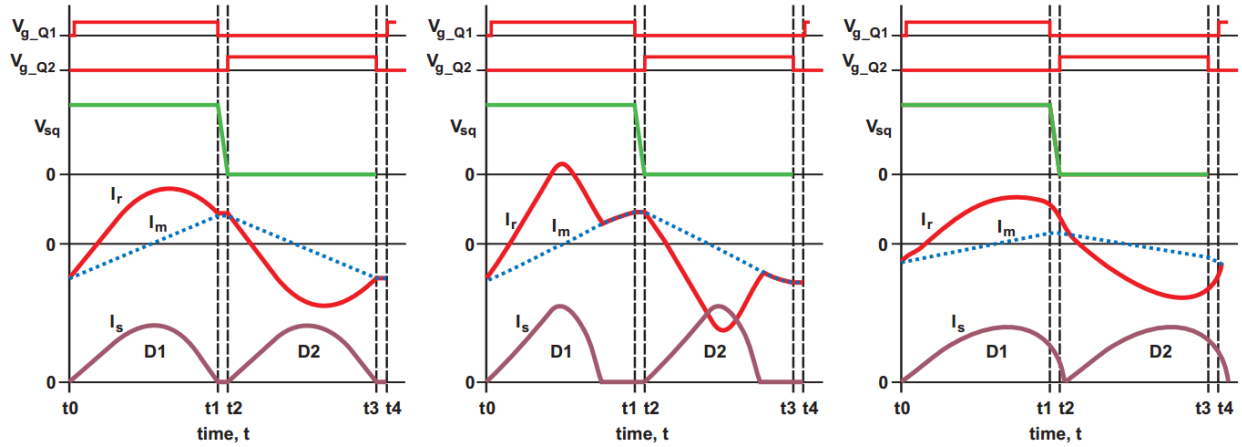 V_g_Q1
V_g_Q2
V_sq
0
I_r
I_m
0
I_s
D1
D2
0
t0
t1
t2
t3
t4
time, t
V_g_Q1
V_g_Q2
V_sq
0
I_r
I_m
0
I_s
D1
D2
0
t0
t1
t2
t3
t4
time, t
V_g_Q1
V_g_Q2
V_sq
0
I_r
I_m
0
I_s
D1
D2
0
t0
t1
t2
t3
t4
time, t